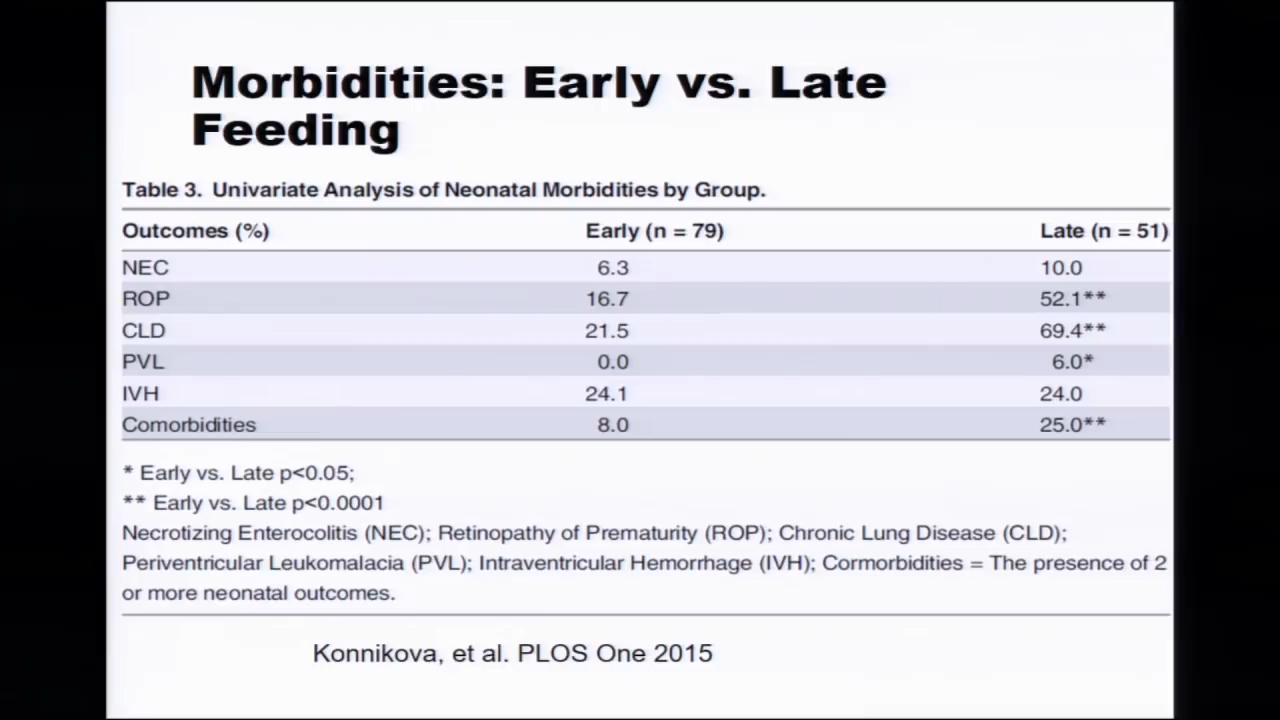 Morbidities: Early vs. Late
Feeding
Table 3. Univariate Analysis of Neonatal Morbidities by Group.
Outcomes (%) Early (n = 79) Late (n = 51)
NEC 6.3 10.0
ROP 16.7 52.1**
CLD 21.5 69.4**
PVL 0.0 6.0*
IVH 24.1 24.0
Comorbidities 8.0 25.0**
* Early vs. Late p<0.05;
** Early vs. Late p<0.0001
Necrotizing Enterocolitis (NEC); Retinopathy of Prematurity (ROP); Chronic Lung Disease (CLD);
Periventricular Leukomalacia (PVL); Intraventricular Hemorrhage (IVH); Cormorbidities = The presence of 2
or more neonatal outcomes.
Konnikova, et al. PLOS One 2015